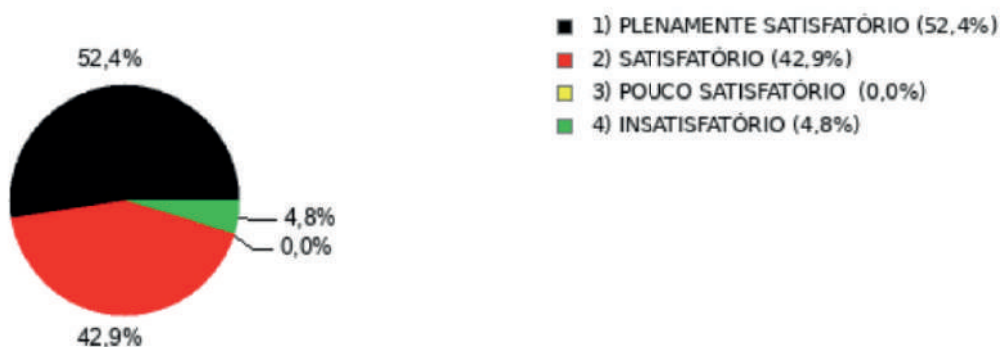 52,4%
4,8%
0,0%
42,9%
1) PLENAMENTE SATISFATÓRIO (52,4%)
2) SATISFATÓRIO (42,9%)
3) POUCO SATISFATÓRIO (0,0%)
4) INSATISFATÓRIO (4,8%)